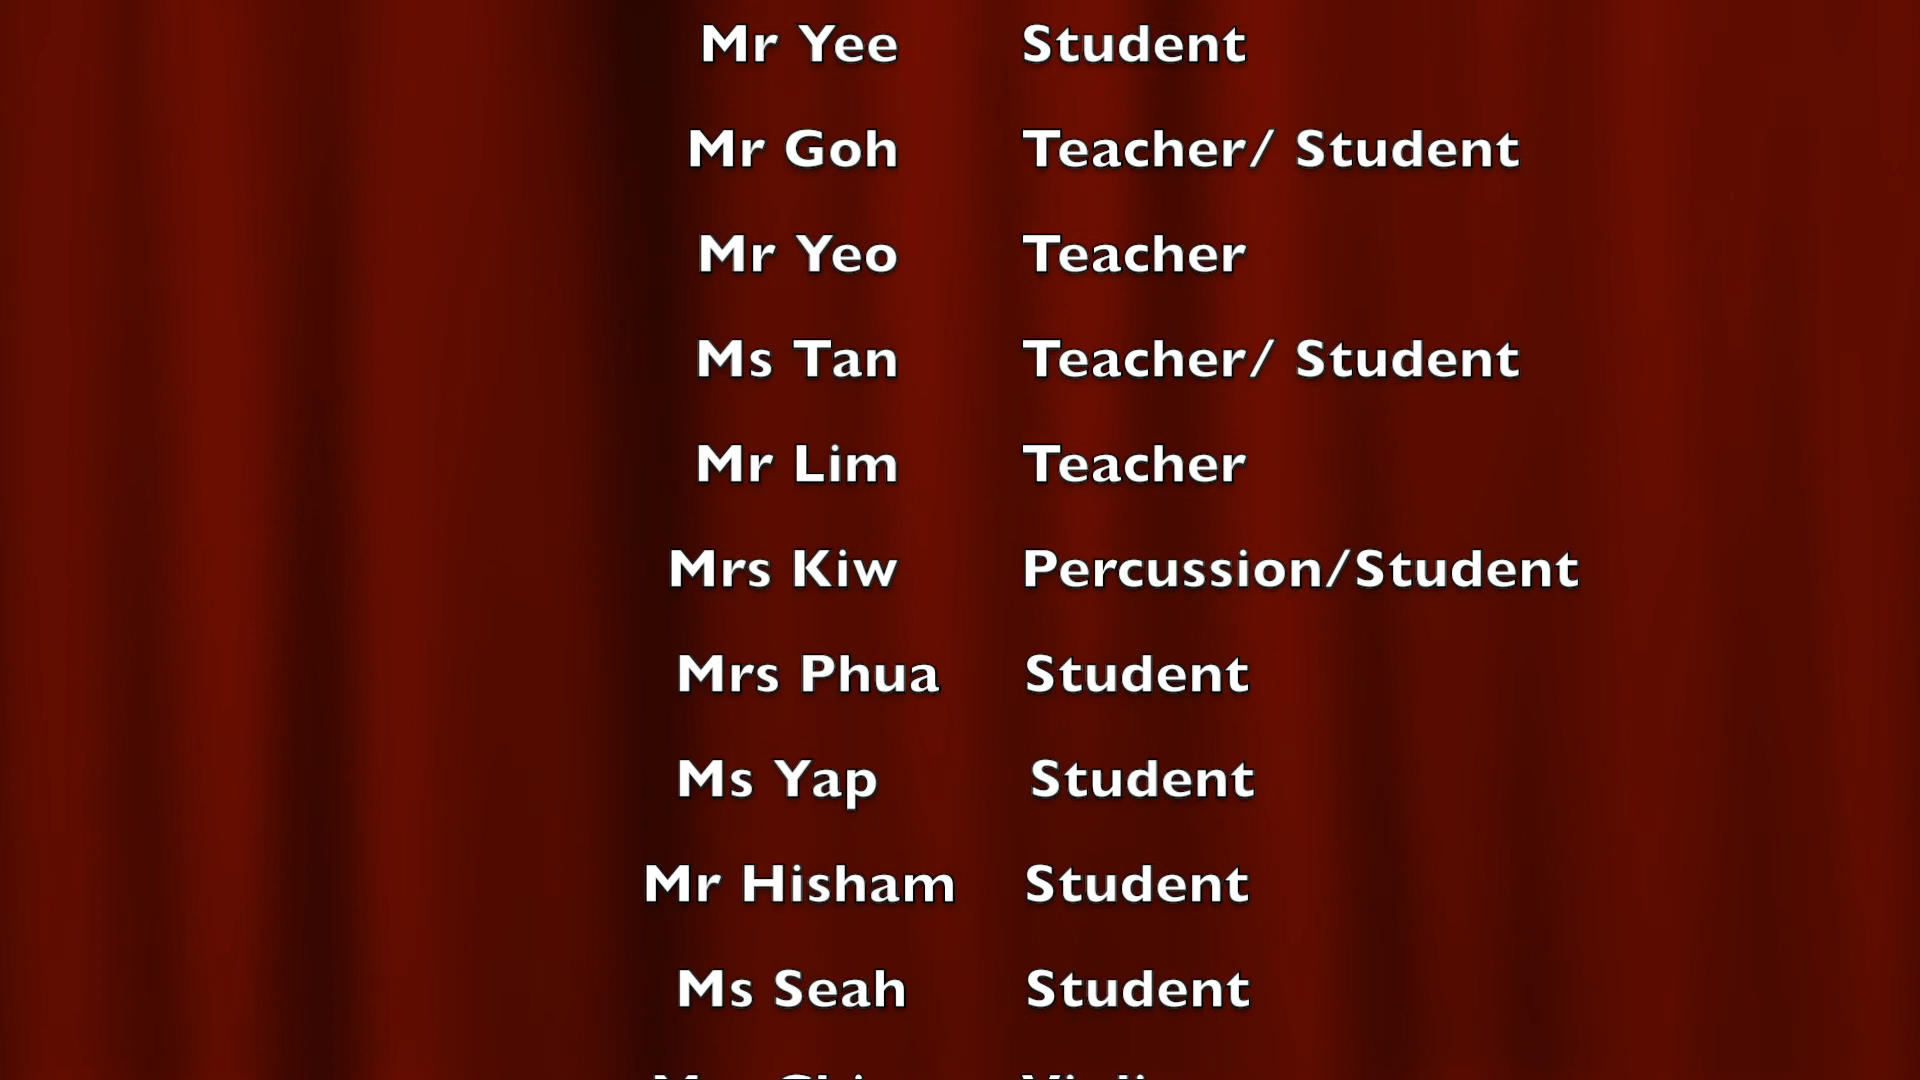 Mr Yee Student
Mr Goh Teacher/ Student
Mr Yeo Teacher
Ms Tan Teacher/ Student
Mr Lim Teacher
Mrs Kiw Percussion/Student
Mrs Phua Student
Ms Yap Student
Mr Hisham Student
Ms Seah Student